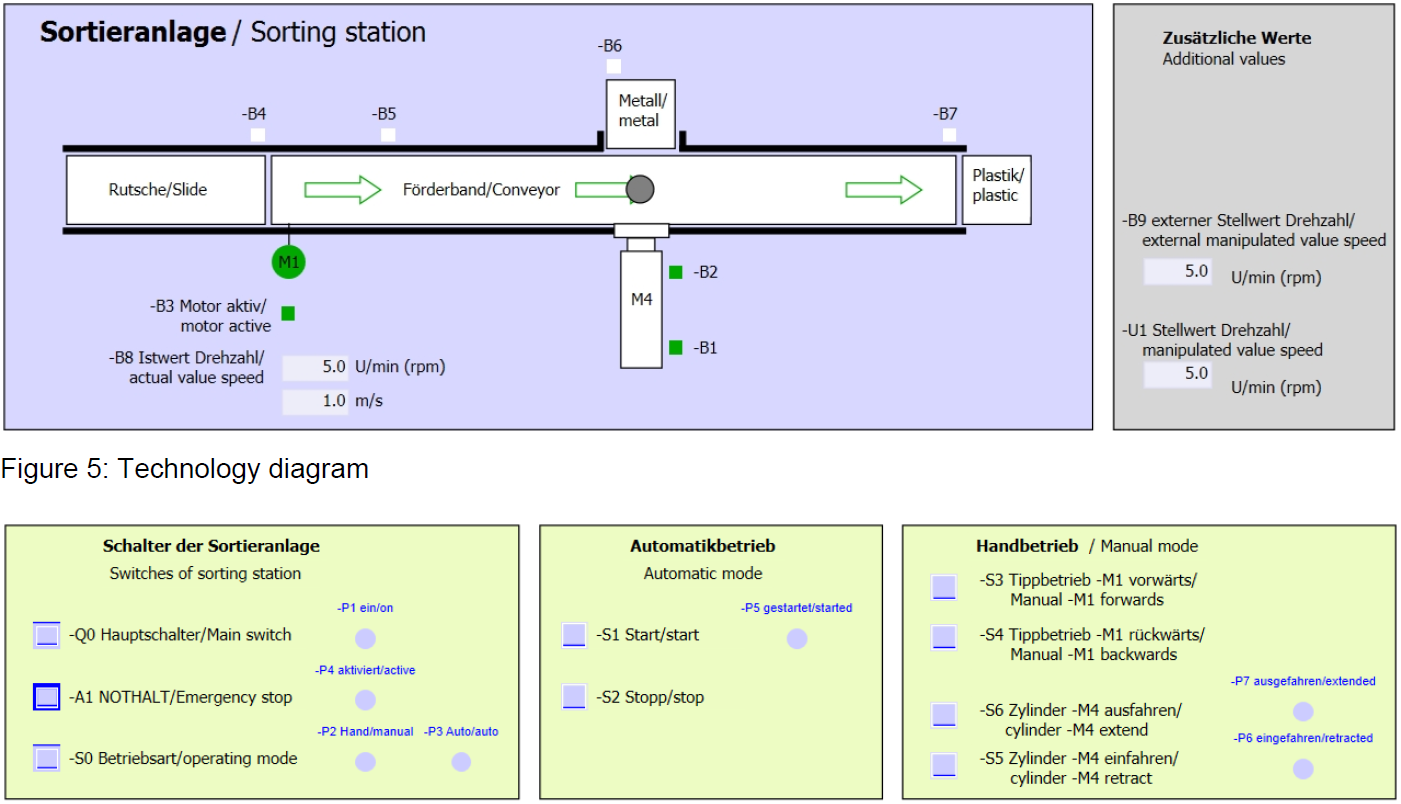 Sortieranlage / Sorting station
-B6
Metall/
metal
-B4
-B5
-B7
Rutsche/Slide
Förderband/Conveyor
Plastik/
plastic
M1
-B2
M4
-B3 Motor aktiv/
motor active
-B1
-B8 Istwert Drehzahl/
actual value speed
5.0 U/min (rpm)
1.0 m/s
Zusätzliche Werte
Additional values
-B9 externer Stellwert Drehzahl/
external manipulated value speed
5.0 U/min (rpm)
-U1 Stellwert Drehzahl/
manipulated value speed
5.0 U/min (rpm)
Figure 5: Technology diagram
Schalter der Sortieranlage
Switches of sorting station
-P1 ein/on
-Q0 Hauptschalter/Main switch
-P4 aktiviert/active
-A1 NOTHALT/Emergency stop
-P2 Hand/manual -P3 Auto/auto
-S0 Betriebsart/operating mode
Automatikbetrieb
Automatic mode
-P5 gestartet/started
-S1 Start/start
-S2 Stopp/stop
Handbetrieb / Manual mode
-S3 Tippbetrieb -M1 vorwärts/
Manual -M1 forwards
-S4 Tippbetrieb -M1 rückwärts/
Manual -M1 backwards
-P7 ausgefahren/extended
-S6 Zylinder -M4 ausfahren/
cylinder -M4 extend
-P6 eingefahren/retracted
-S5 Zylinder -M4 einfahren/
cylinder -M4 retract